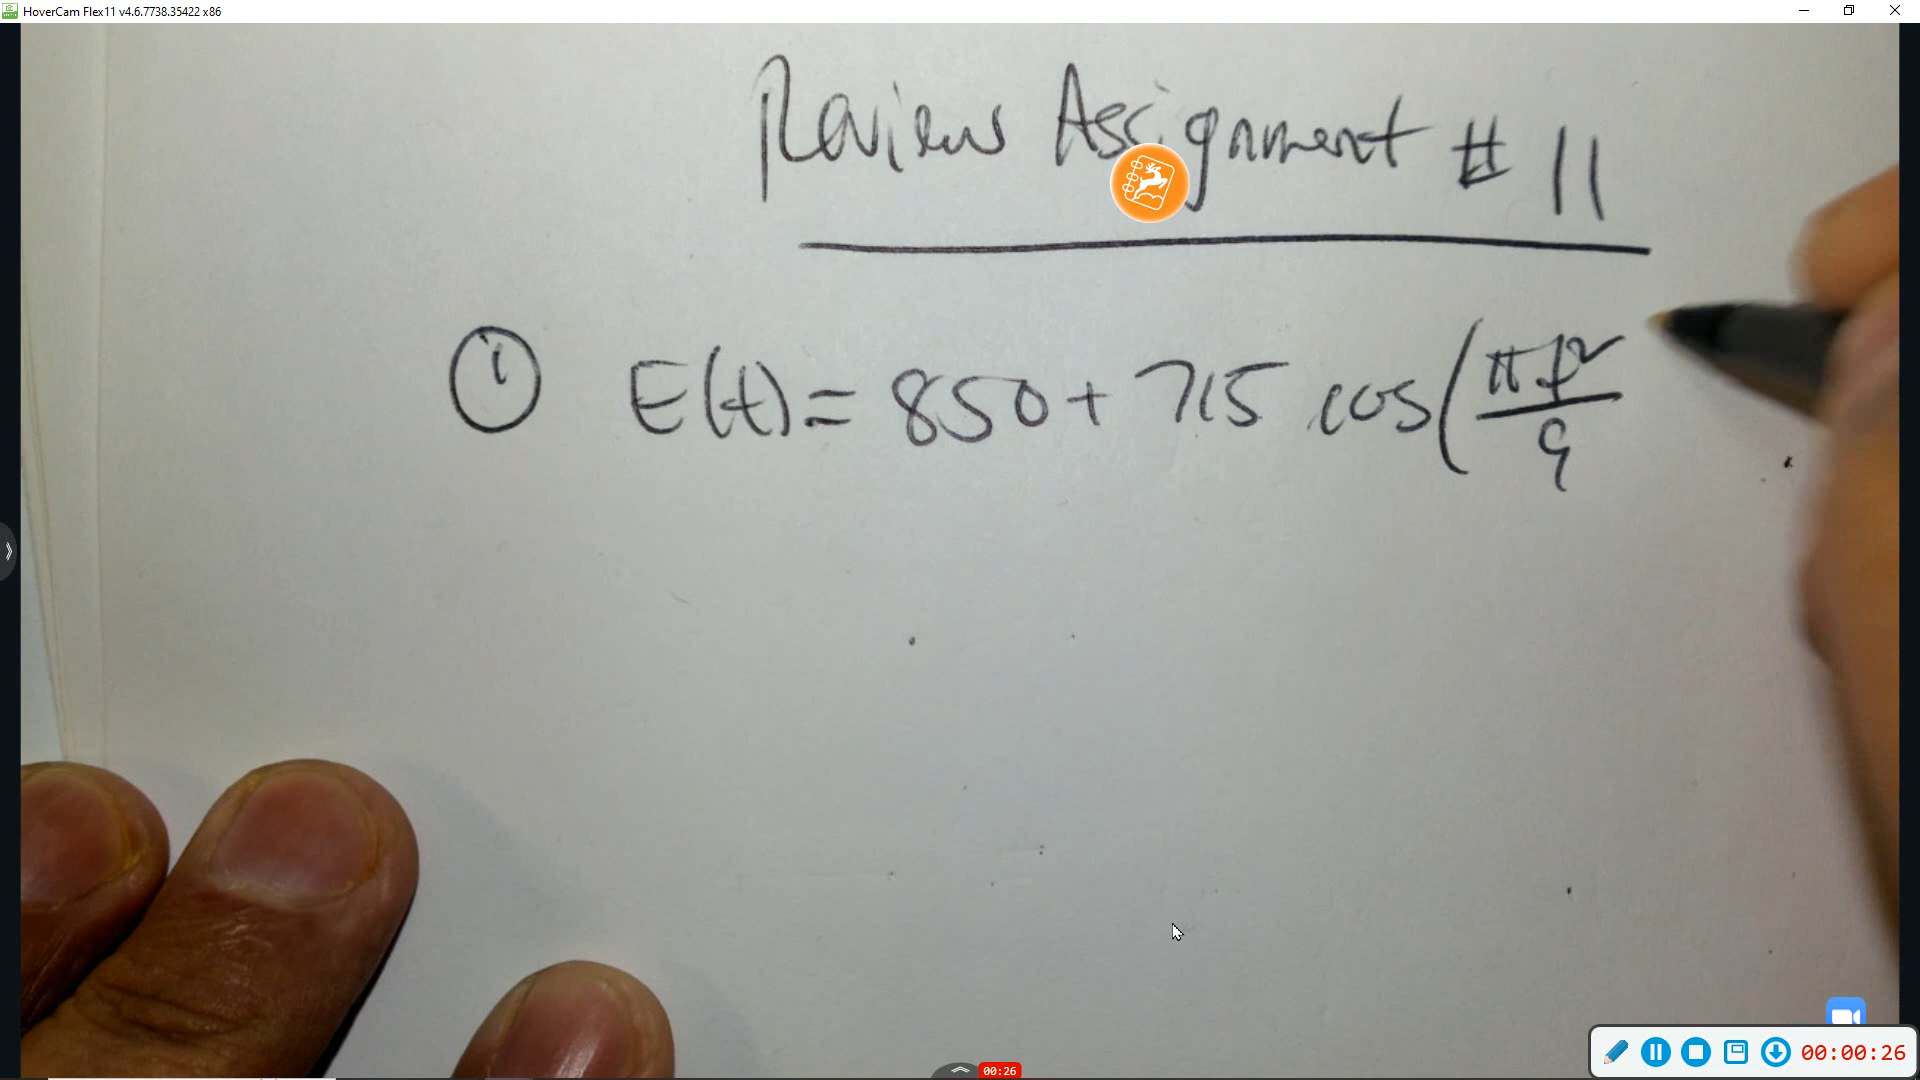 HoverCam Flex11 v4.6.7738.35422 x86
Review Assignment # 11
① E(t) = 850 + 715 cos(πt²/9
00:26
00:00:26